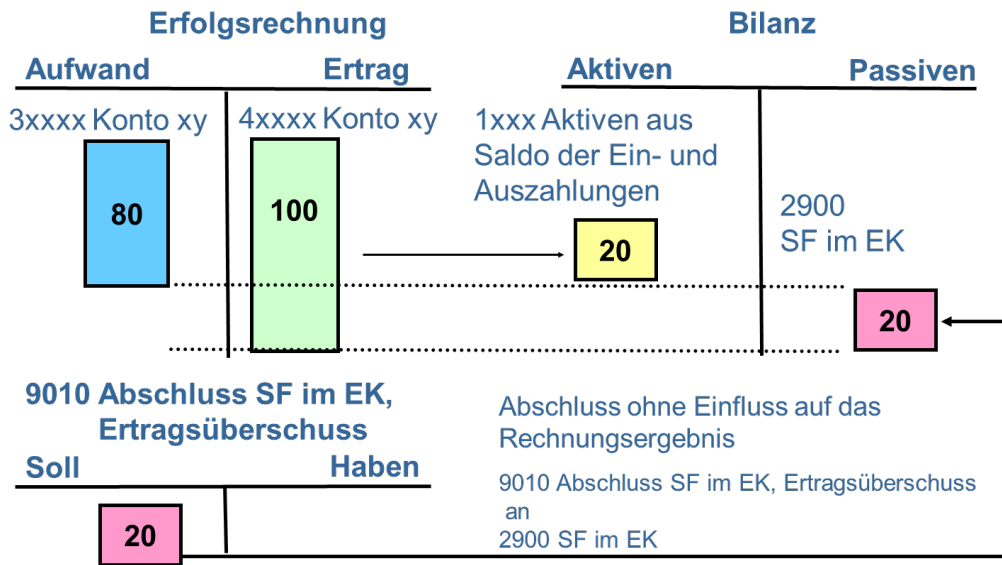 Erfolgsrechnung
Aufwand
Ertrag
3xxxx Konto xy
4xxxx Konto xy
80
100
Bilanz
Aktiven
Passiven
1xxx Aktiven aus
Saldo der Ein- und
Auszahlungen
20
2900
SF im EK
20
9010 Abschluss SF im EK,
Ertragsüberschuss
Soll
Haben
20
Abschluss ohne Einfluss auf das
Rechnungsergebnis
9010 Abschluss SF im EK, Ertragsüberschuss
an
2900 SF im EK